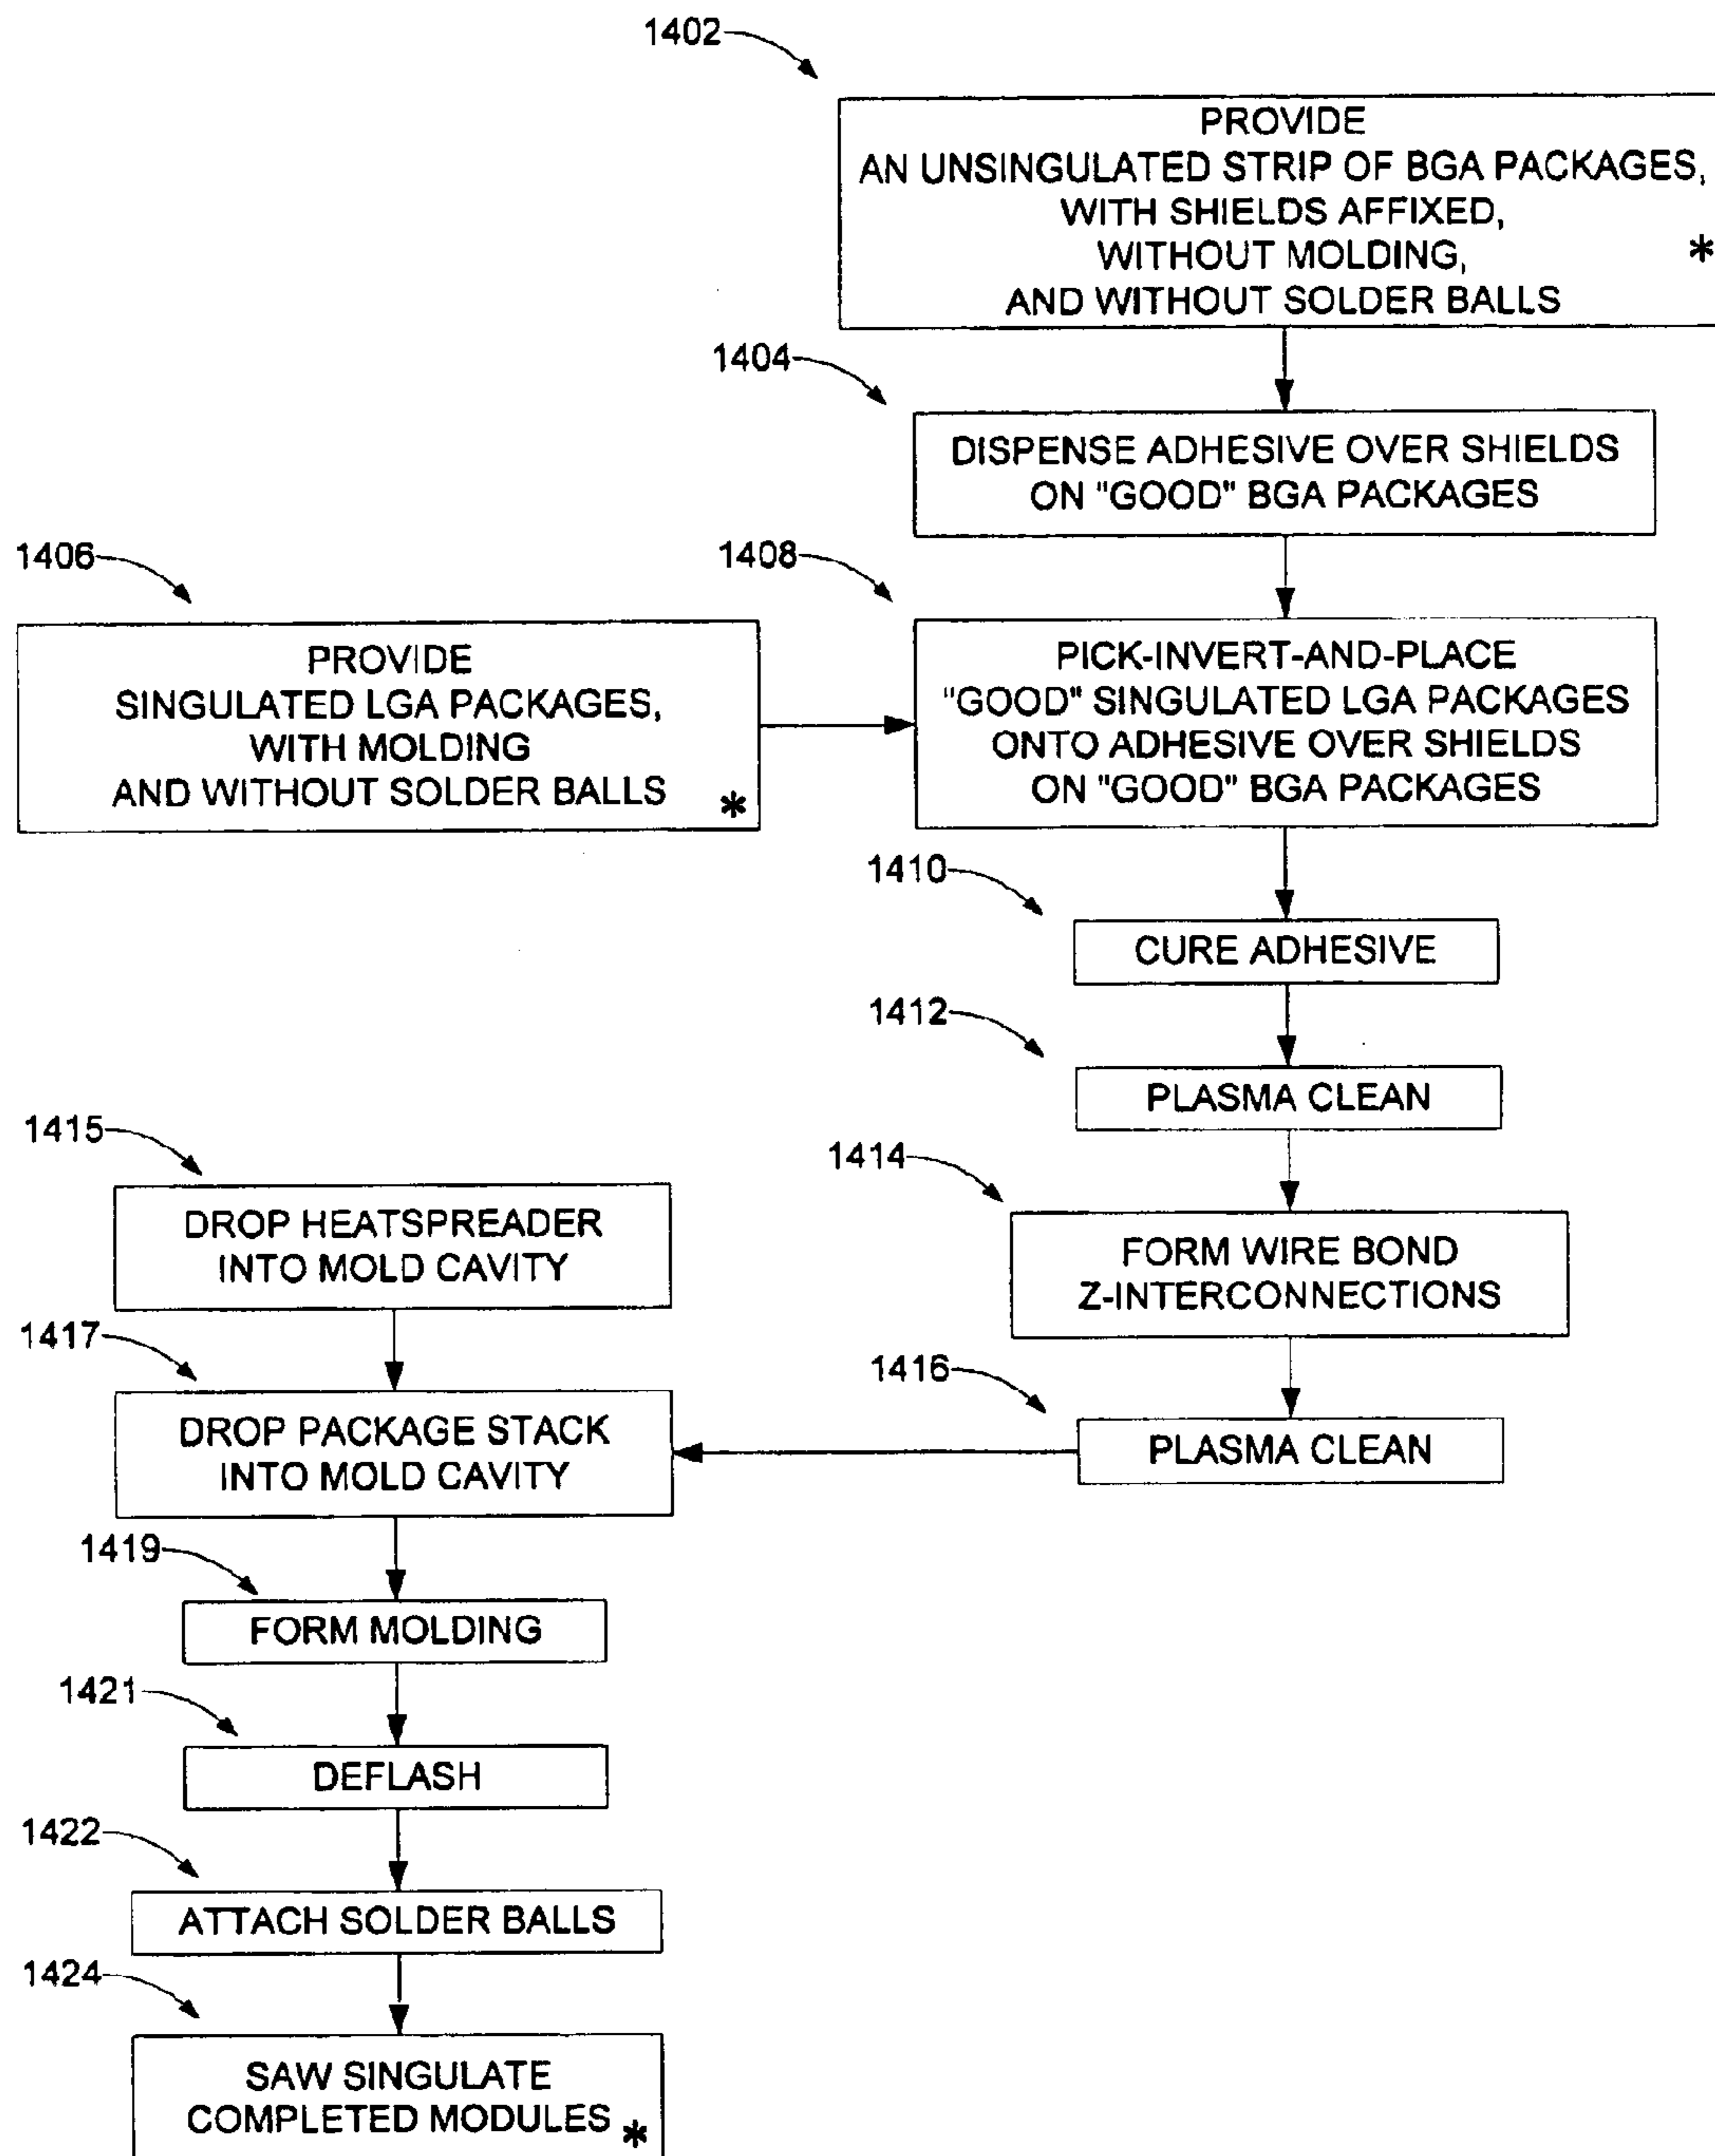 1402
PROVIDE
AN UNSINGULATED STRIP OF BGA PACKAGES,
WITH SHIELDS AFFIXED,
WITHOUT MOLDING,
*
AND WITHOUT SOLDER BALLS
1404
DISPENSE ADHESIVE OVER SHIELDS
ON "GOOD" BGA PACKAGES
1406
PROVIDE
SINGULATED LGA PACKAGES,
WITH MOLDING
AND WITHOUT SOLDER BALLS
*
1408
PICK-INVERT-AND-PLACE
"GOOD" SINGULATED LGA PACKAGES
ONTO ADHESIVE OVER SHIELDS
ON "GOOD" BGA PACKAGES
1410
CURE ADHESIVE
1412
PLASMA CLEAN
1414
FORM WIRE BOND
Z-INTERCONNECTIONS
1416
PLASMA CLEAN
1415
DROP HEATSPREADER
INTO MOLD CAVITY
1417
DROP PACKAGE STACK
INTO MOLD CAVITY
1419
FORM MOLDING
1421
DEFLASH
1422
ATTACH SOLDER BALLS
1424
SAW SINGULATE
COMPLETED MODULES
*